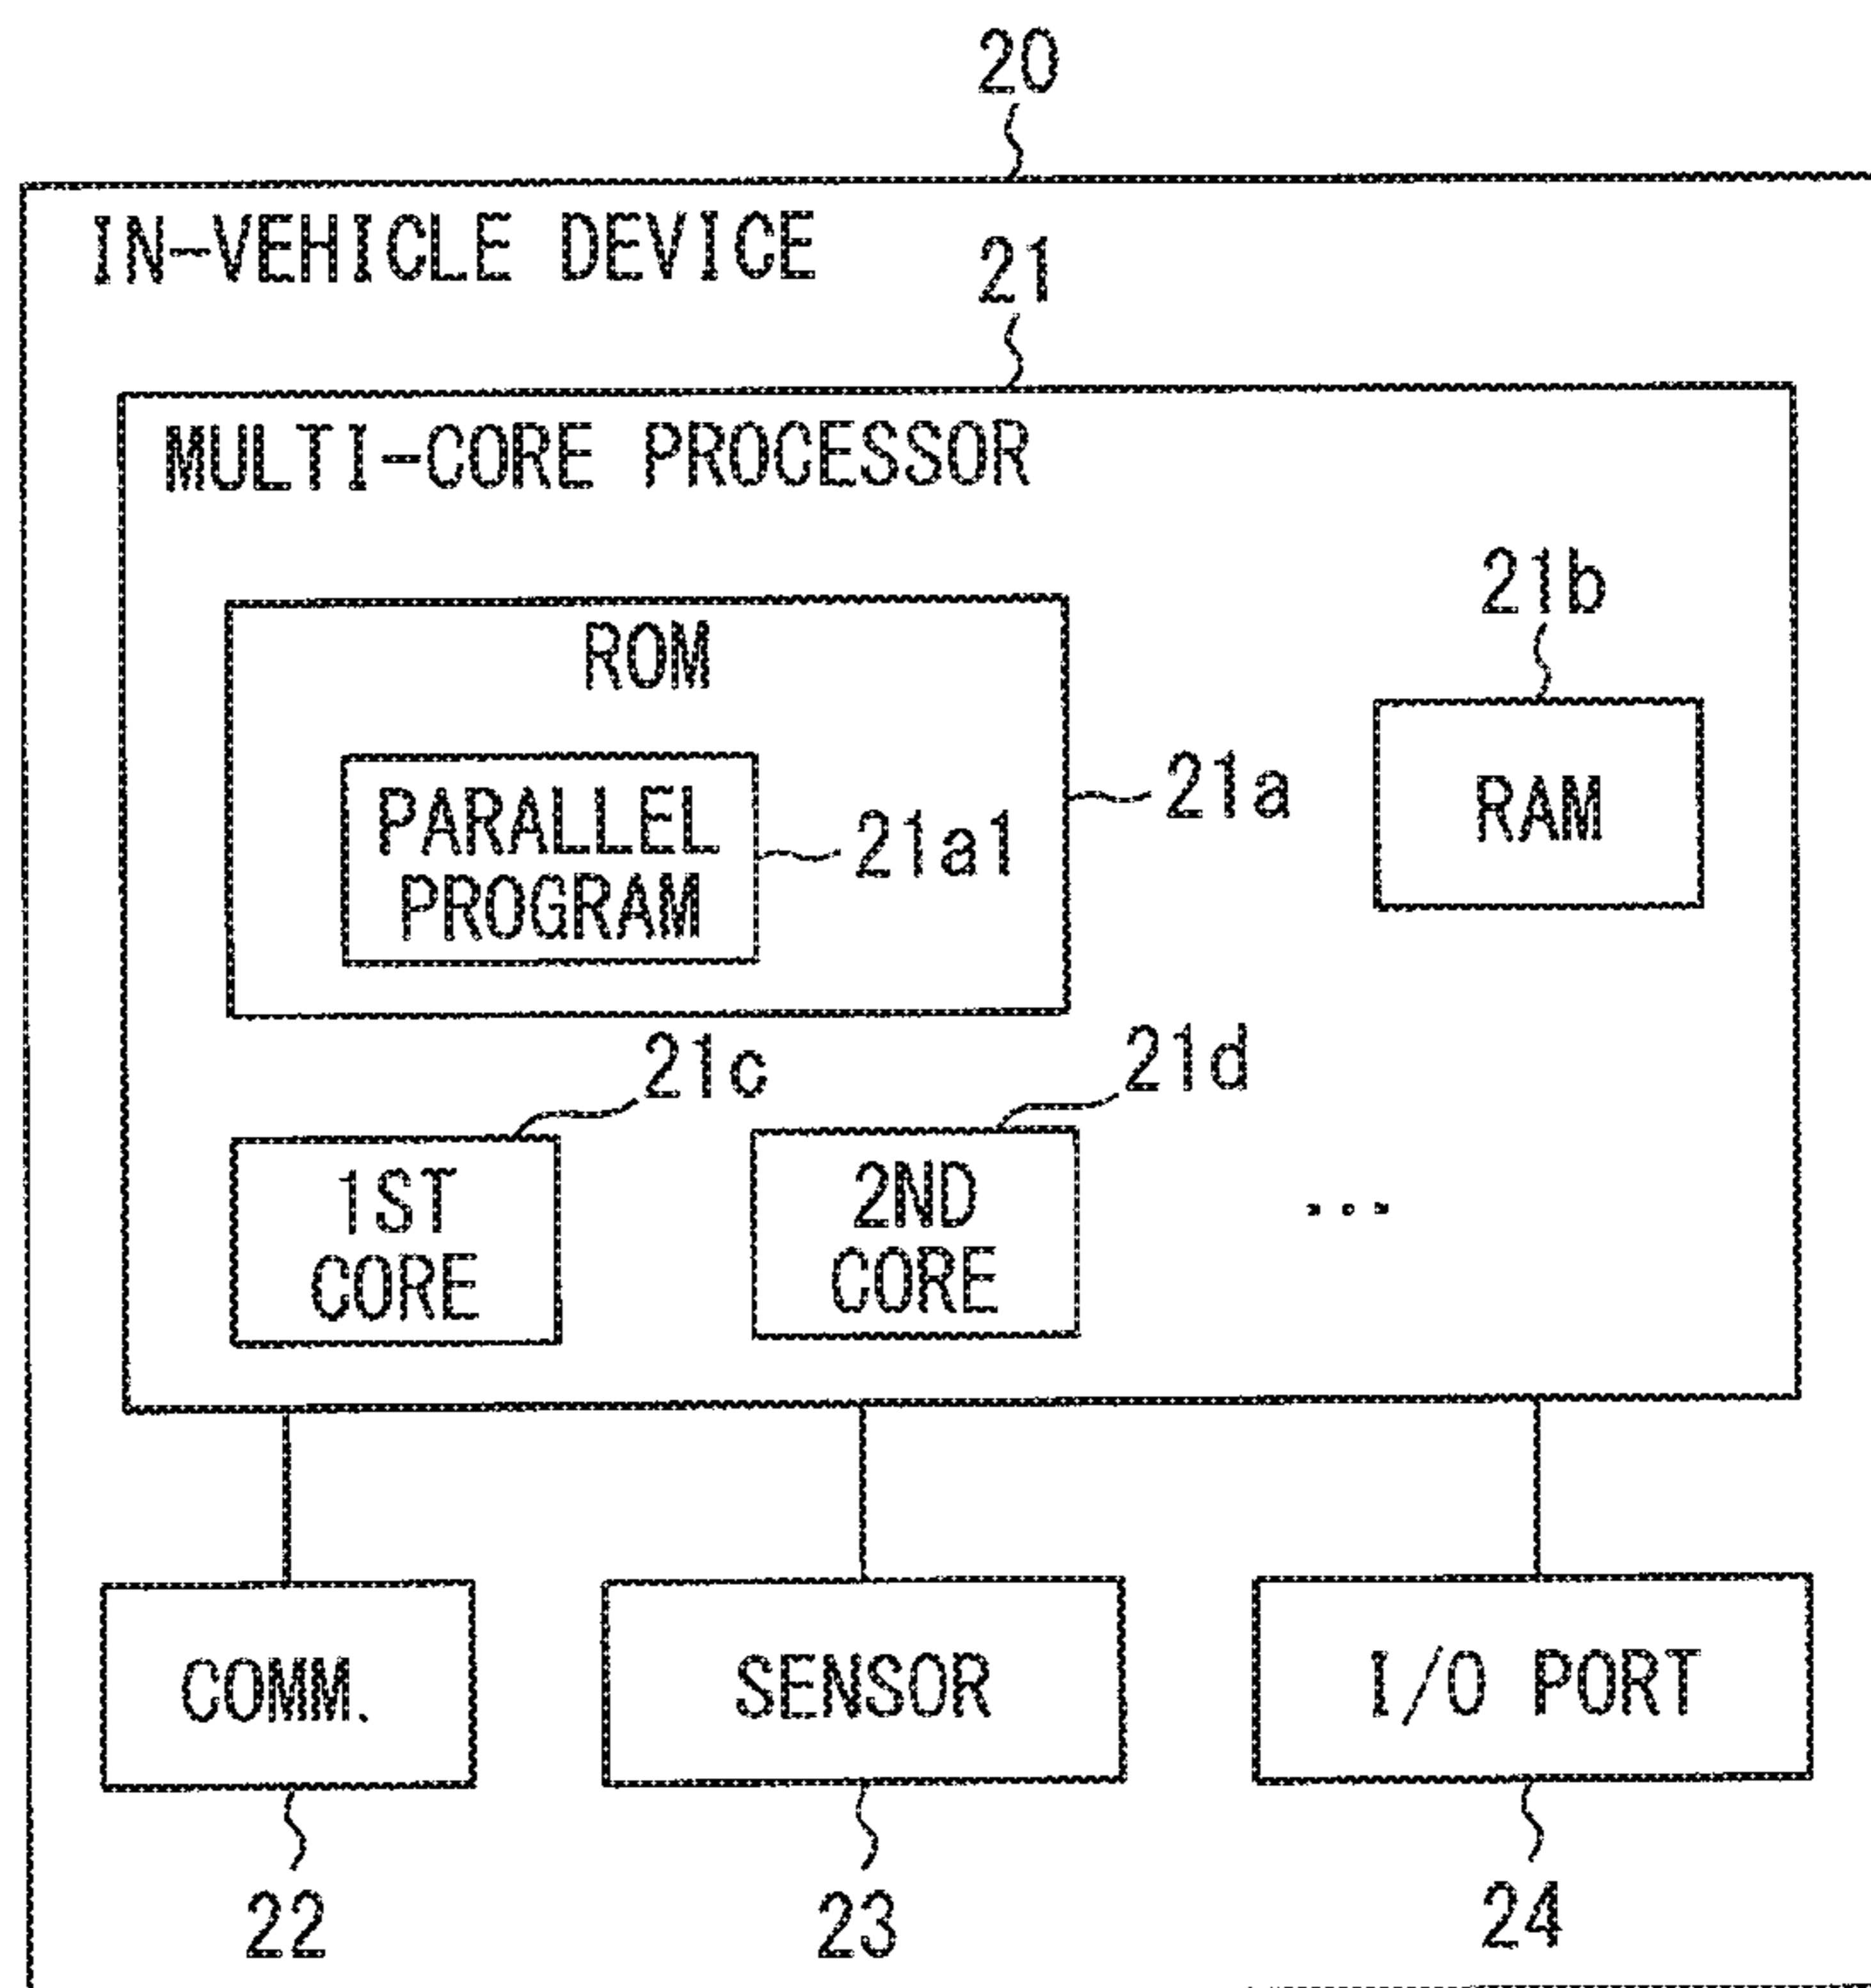 20
IN-VEHICLE DEVICE
21
MULTI-CORE PROCESSOR
21b
ROM
RAM
PARALLEL
PROGRAM
21a1
21a
21c
21d
1ST
CORE
2ND
CORE
...
COMM.
SENSOR
I/O PORT
22
23
24